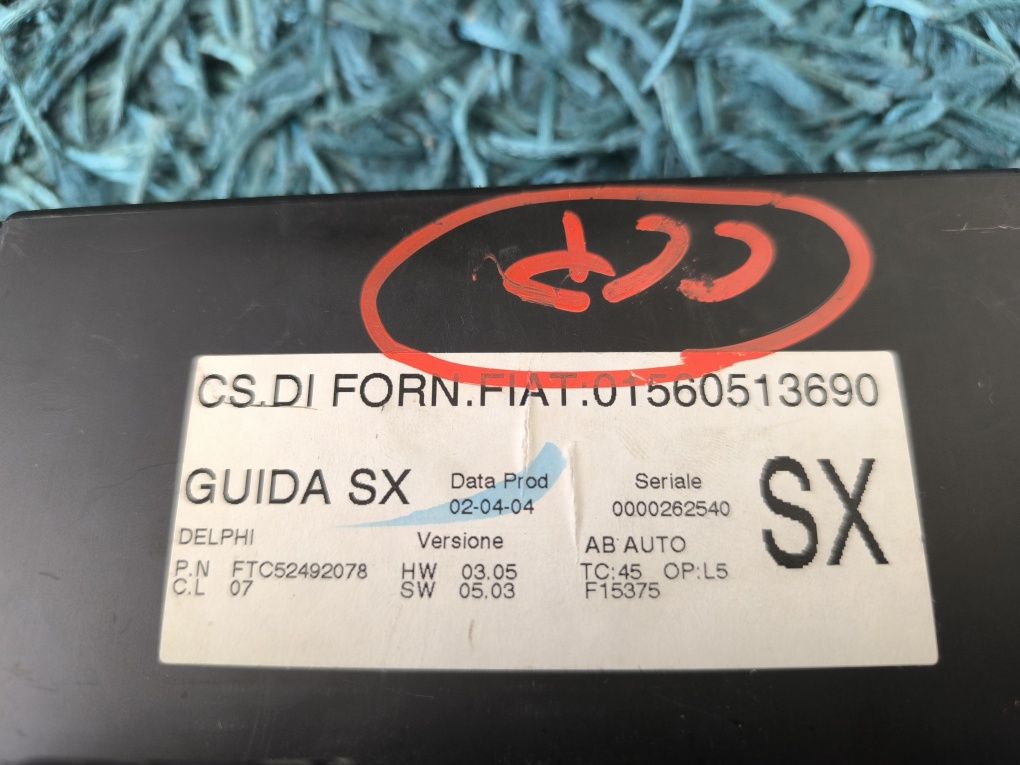 CS.DI FORN.FIAT:01560513690
GUIDA SX
Data Prod
02-04-04
Seriale
0000262540
SX
DELPHI
P.N FTC52492078
C.L 07
Versione
HW 03.05
SW 05.03
AB AUTO
TC:45 OP:L5
F15375